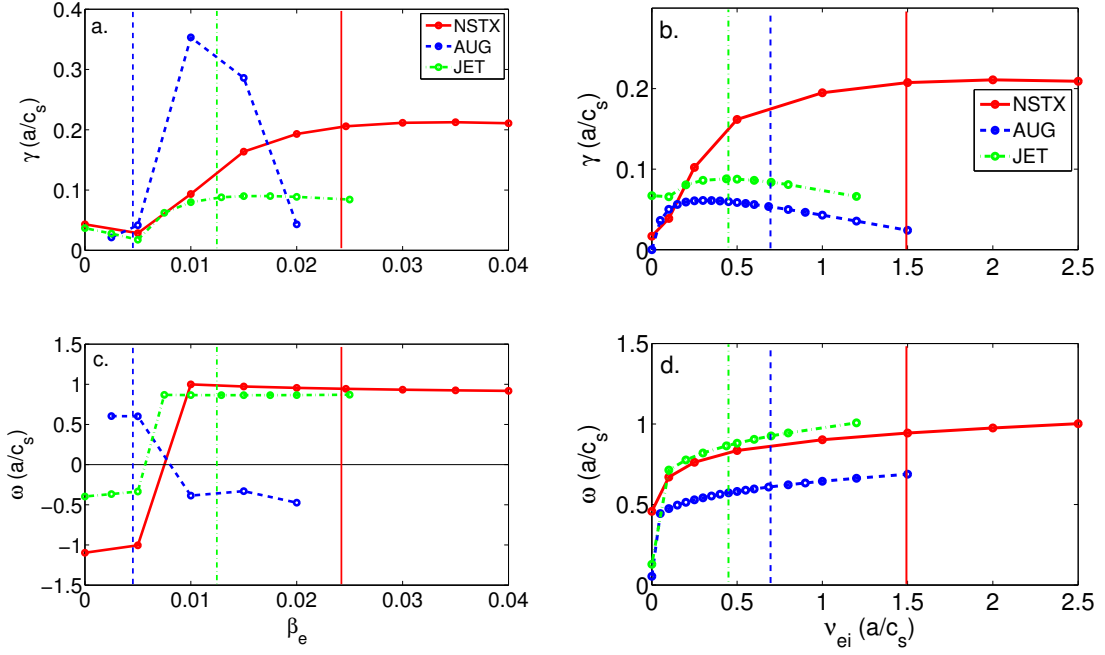 a.
NSTX
AUG
JET
γ (a/c_s)
0.4
0.3
0.2
0.1
0
0 0.01 0.02 0.03 0.04
b.
NSTX
AUG
JET
γ (a/c_s)
0.2
0.1
0
0 0.5 1 1.5 2 2.5
c.
ω (a/c_s)
1.5
1
0.5
0
−0.5
−1
−1.5
0 0.01 0.02 0.03 0.04
β_e
d.
ω (a/c_s)
1.5
1
0.5
0
0 0.5 1 1.5 2 2.5
ν_ei (a/c_s)